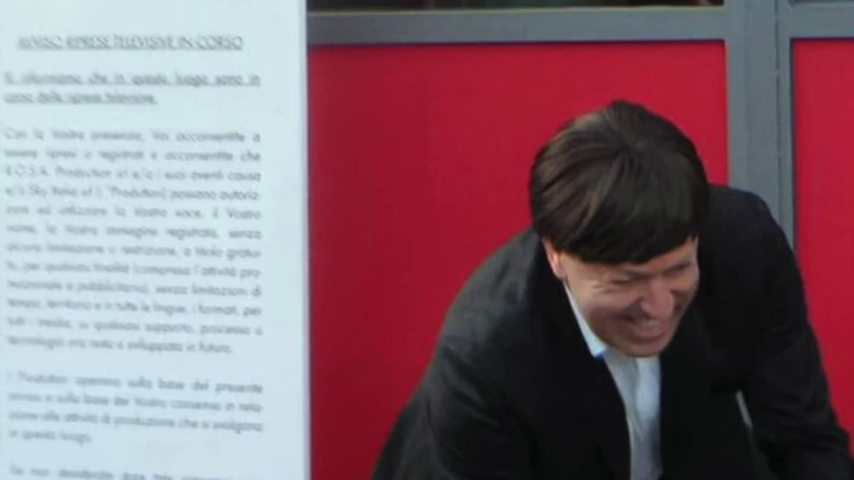 AVVISO RIPRESE TELEVISIVE IN CORSO
Vi informiamo che in questo luogo sono in
corso delle riprese televisive.
Con la Vostra presenza, Voi acconsentite a
essere ripresi e registrati e acconsentite che
Production srl e/o i suoi aventi causa
e/o Sky Italia srl (i "Produttori) possano autoriz-
zare ed utilizzare la Vostra voce, il Vostro
nome, la Vostra immagine registrata, senza
alcuna limitazione o restrizione, a titolo gratui-
to, per qualsiasi finalità (compresa l'attività pro-
mozionale e pubblicitaria), senza limitazioni di
tempo, territorio e in tutte le lingue, i format, per
tutti i media, su qualsiasi supporto, processo o
tecnologia ora nota o sviluppata in futuro.
I Produttori operano sulla base del presente
avviso e sulla base del Vostro consenso in rela-
zione alle attività di produzione che si svolgono
in questo luogo.
Se non desiderate